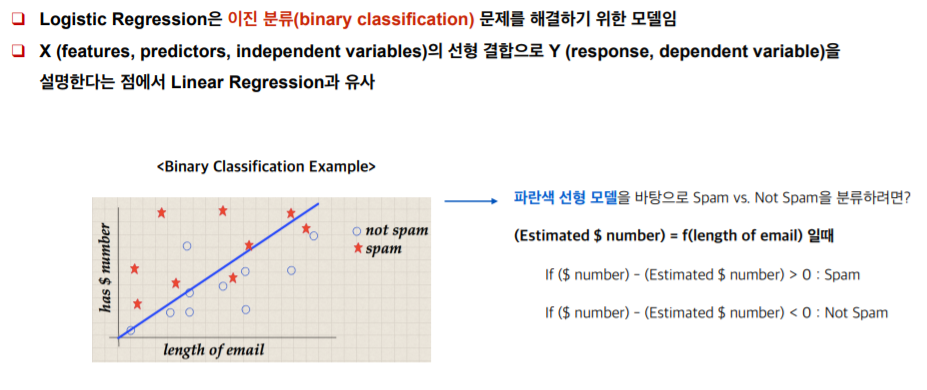 Logistic Regression은 이진 분류(binary classification) 문제를 해결하기 위한 모델임
X (features, predictors, independent variables)의 선형 결합으로 Y (response, dependent variable)을
설명한다는 점에서 Linear Regression과 유사
<Binary Classification Example>
has $ number
length of email
not spam
spam
파란색 선형 모델을 바탕으로 Spam vs. Not Spam을 분류하려면?
(Estimated $ number) = f(length of email) 일때
If ($ number) - (Estimated $ number) > 0 : Spam
If ($ number) - (Estimated $ number) < 0 : Not Spam